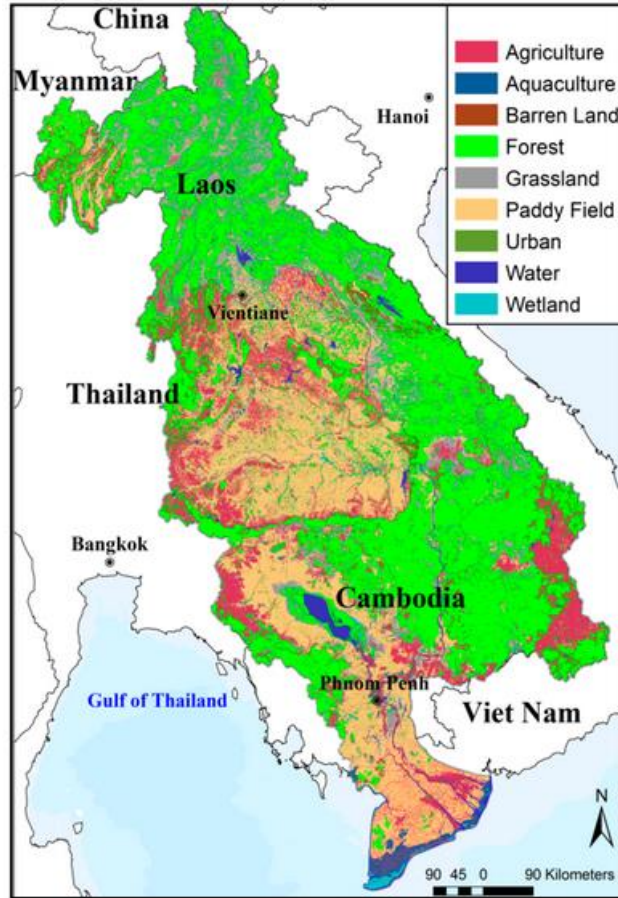 China
Myanmar
Hanoi
Laos
Vientiane
Thailand
Bangkok
Cambodia
Phnom Penh
Gulf of Thailand
Viet Nam
Agriculture
Aquaculture
Barren Land
Forest
Grassland
Paddy Field
Urban
Water
Wetland
N
90 45 0 90 Kilometers